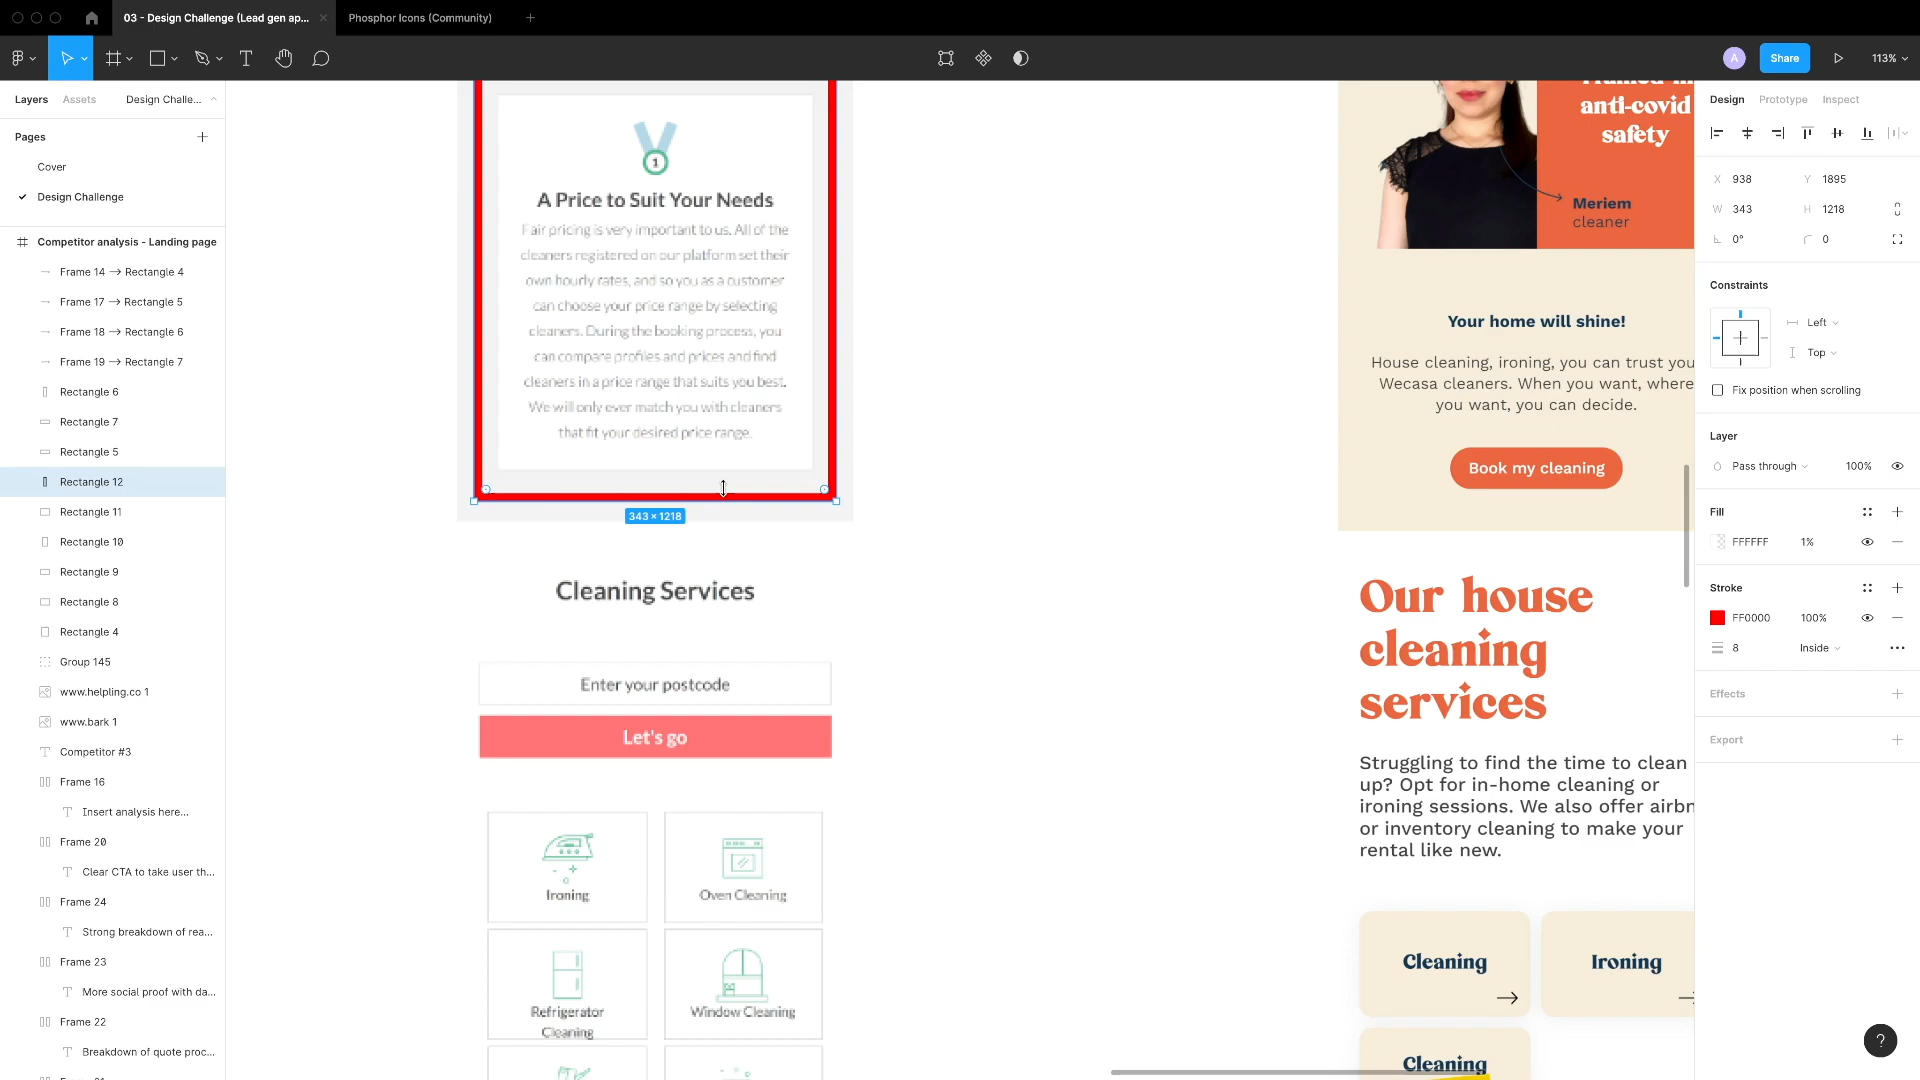 03 - Design Challenge (Lead gen ap...
Phosphor Icons (Community)
A
Share
113%
Layers
Assets
Design Challe...
Pages
Cover
Design Challenge
Competitor analysis - Landing page
Frame 14 → Rectangle 4
Frame 17 → Rectangle 5
Frame 18 → Rectangle 6
Frame 19 → Rectangle 7
Rectangle 6
Rectangle 7
Rectangle 5
Rectangle 12
Rectangle 11
Rectangle 10
Rectangle 9
Rectangle 8
Rectangle 4
Group 145
www.helpling.co 1
www.bark 1
Competitor #3
Frame 16
Insert analysis here...
Frame 20
Clear CTA to take user th...
Frame 24
Strong breakdown of rea...
Frame 23
More social proof with da...
Frame 22
Breakdown of quote proc...
1
A Price to Suit Your Needs
Fair pricing is very important to us. All of the
cleaners registered on our platform set their
own hourly rates, and so you as a customer
can choose your price range by selecting
cleaners. During the booking process, you
can compare profiles and prices and find
cleaners in a price range that suits you best.
We will only ever match you with cleaners
that fit your desired price range.
343 × 1218
Cleaning Services
Enter your postcode
Let's go
Ironing
Oven Cleaning
Refrigerator
Cleaning
Window Cleaning
anti-covid
safety
Meriem
cleaner
Your home will shine!
House cleaning, ironing, you can trust you
Wecasa cleaners. When you want, where
you want, you can decide.
Book my cleaning
Our house
cleaning
services
Struggling to find the time to clean
up? Opt for in-home cleaning or
ironing sessions. We also offer airbn
or inventory cleaning to make your
rental like new.
Cleaning
Ironing
Cleaning
Design
Prototype
Inspect
X 938
Y 1895
W 343
H 1218
0°
0
Constraints
Left
Top
Fix position when scrolling
Layer
Pass through
100%
Fill
FFFFFF
1%
Stroke
FF0000
100%
8
Inside
Effects
Export
?